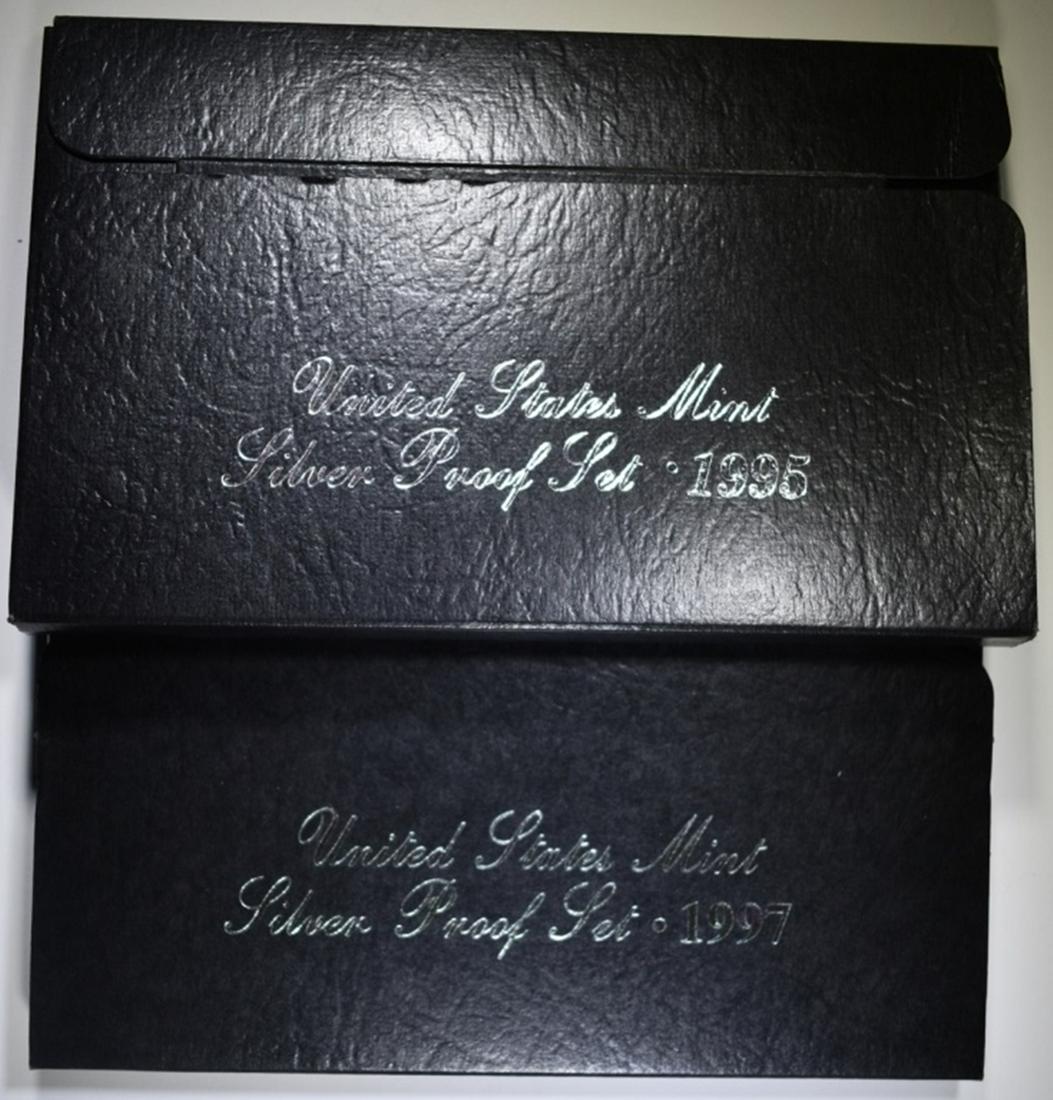 United States Mint
Silver Proof Set • 1995
United States Mint
Silver Proof Set • 1997